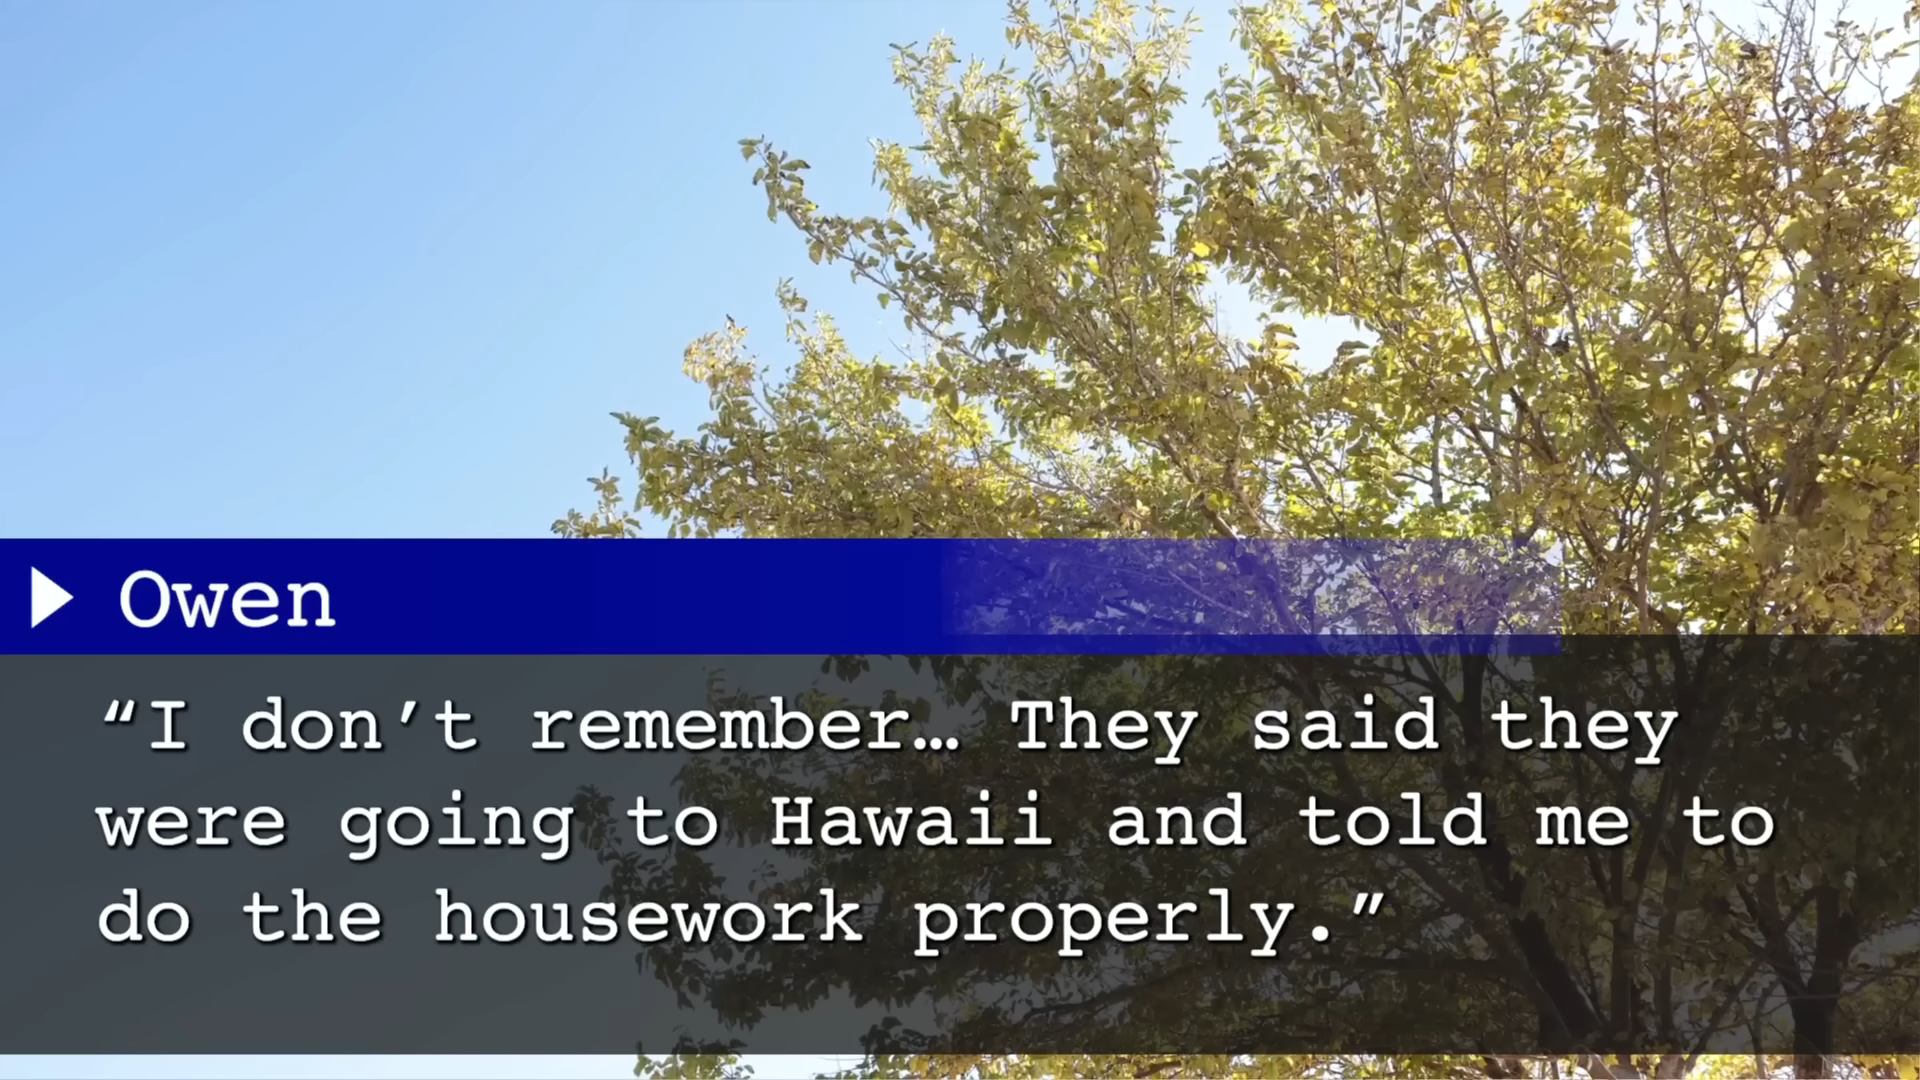 Owen
“I don’t remember… They said they
were going to Hawaii and told me to
do the housework properly.”